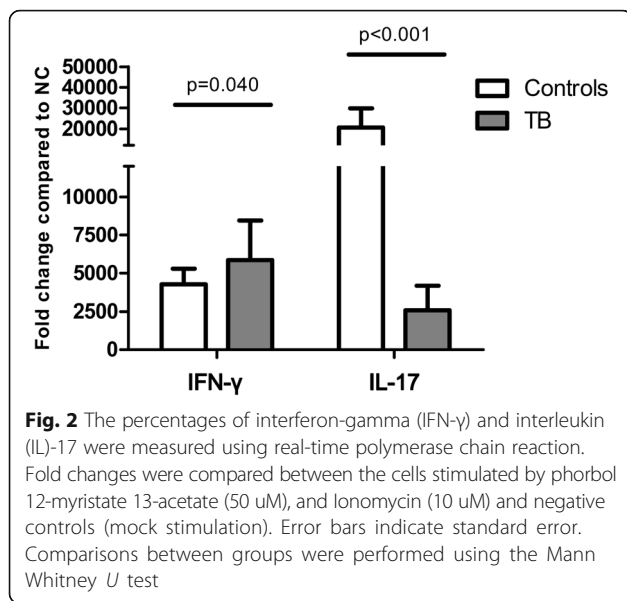 p<0.001
p=0.040
Controls
TB
Fold change compared to NC
50000
40000
30000
20000
10000
7500
5000
2500
0
IFN-γ
IL-17
Fig. 2 The percentages of interferon-gamma (IFN-γ) and interleukin
(IL)-17 were measured using real-time polymerase chain reaction.
Fold changes were compared between the cells stimulated by phorbol
12-myristate 13-acetate (50 uM), and Ionomycin (10 uM) and negative
controls (mock stimulation). Error bars indicate standard error.
Comparisons between groups were performed using the Mann
Whitney U test